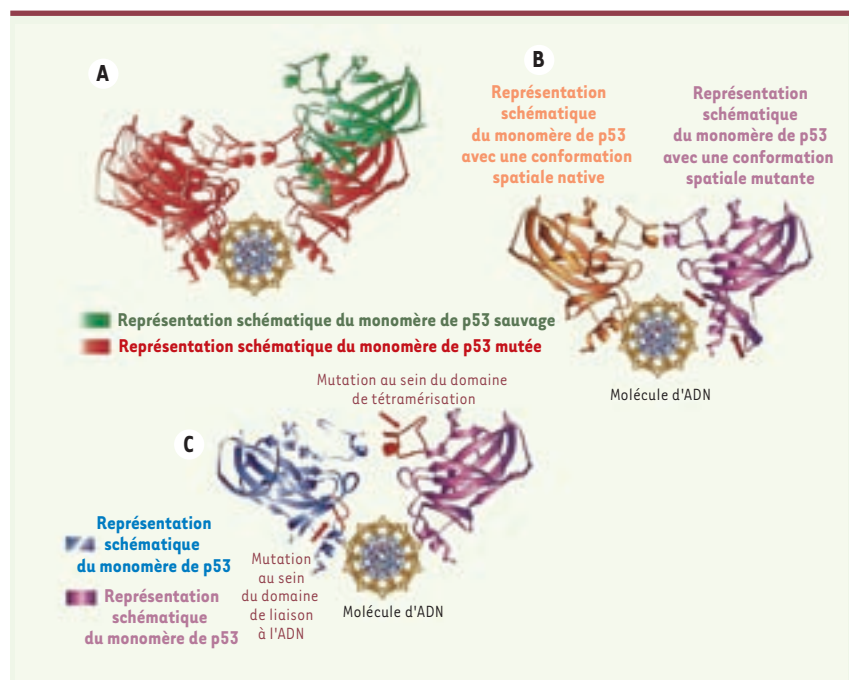 A
B
Représentation
schématique
du monomère de p53
avec une conformation
spatiale native
Représentation
schématique
du monomère de p53
avec une conformation
spatiale mutante
Représentation schématique du monomère de p53 sauvage
Représentation schématique du monomère de p53 mutée
Molécule d'ADN
Mutation au sein du domaine
de tétramérisation
C
Représentation
schématique
du monomère de p53
Représentation
schématique
du monomère de p53
Mutation
au sein
du domaine
de liaison
à l'ADN
Molécule d'ADN